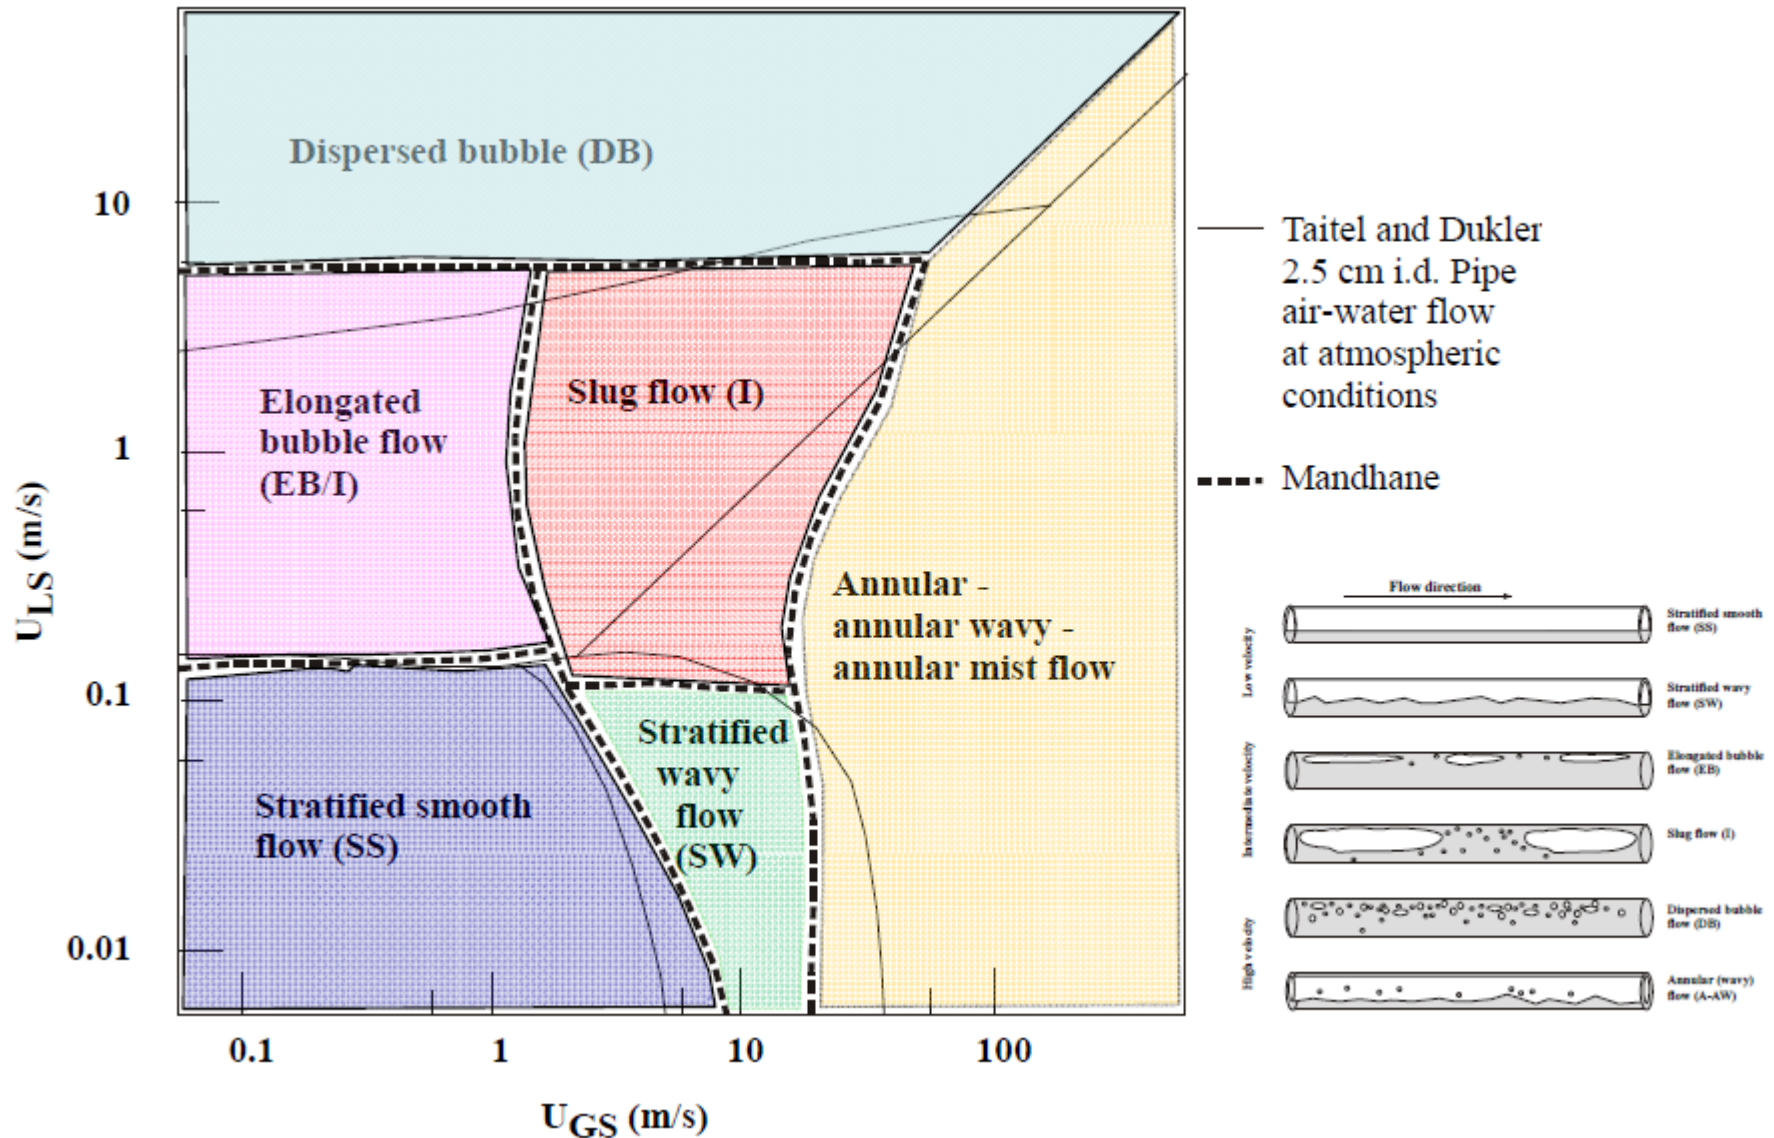 Dispersed bubble (DB)
10
Elongated
bubble flow
(EB/I)
Slug flow (I)
1
U_LS (m/s)
Annular -
annular wavy -
annular mist flow
0.1
Stratified
wavy
flow
(SW)
Stratified smooth
flow (SS)
0.01
0.1
1
10
100
U_GS (m/s)
Taitel and Dukler
2.5 cm i.d. Pipe
air-water flow
at atmospheric
conditions
Mandhane
Flow direction
Low velocity
Stratified smooth
flow (SS)
Stratified wavy
flow (SW)
Intermediate velocity
Elongated bubble
flow (EB)
Slug flow (I)
High velocity
Dispersed bubble
flow (DB)
Annular (wavy)
flow (A-AW)